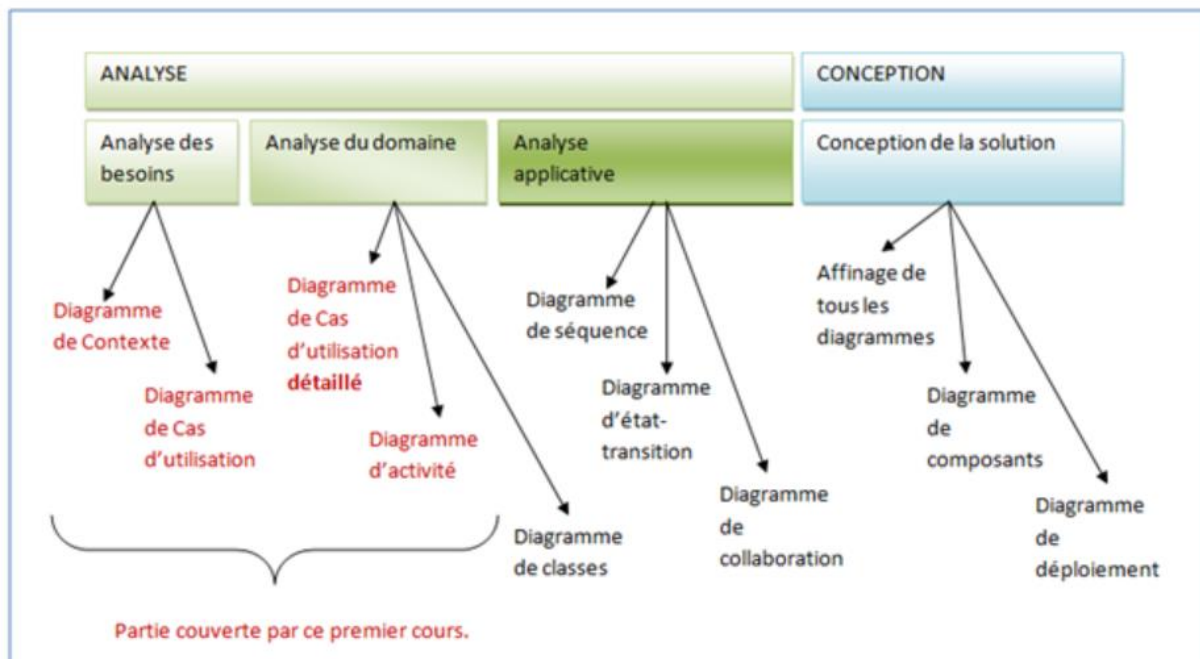 ANALYSE
CONCEPTION
Analyse des
besoins
Analyse du domaine
Analyse
applicative
Conception de la solution
Diagramme
de Contexte
Diagramme
de Cas
d'utilisation
Diagramme
de Cas
d'utilisation
détaillé
Diagramme
d'activité
Diagramme
de classes
Diagramme
de séquence
Diagramme
d'état-
transition
Diagramme
de
collaboration
Affinage de
tous les
diagrammes
Diagramme
de
composants
Diagramme
de
déploiement
Partie couverte par ce premier cours.